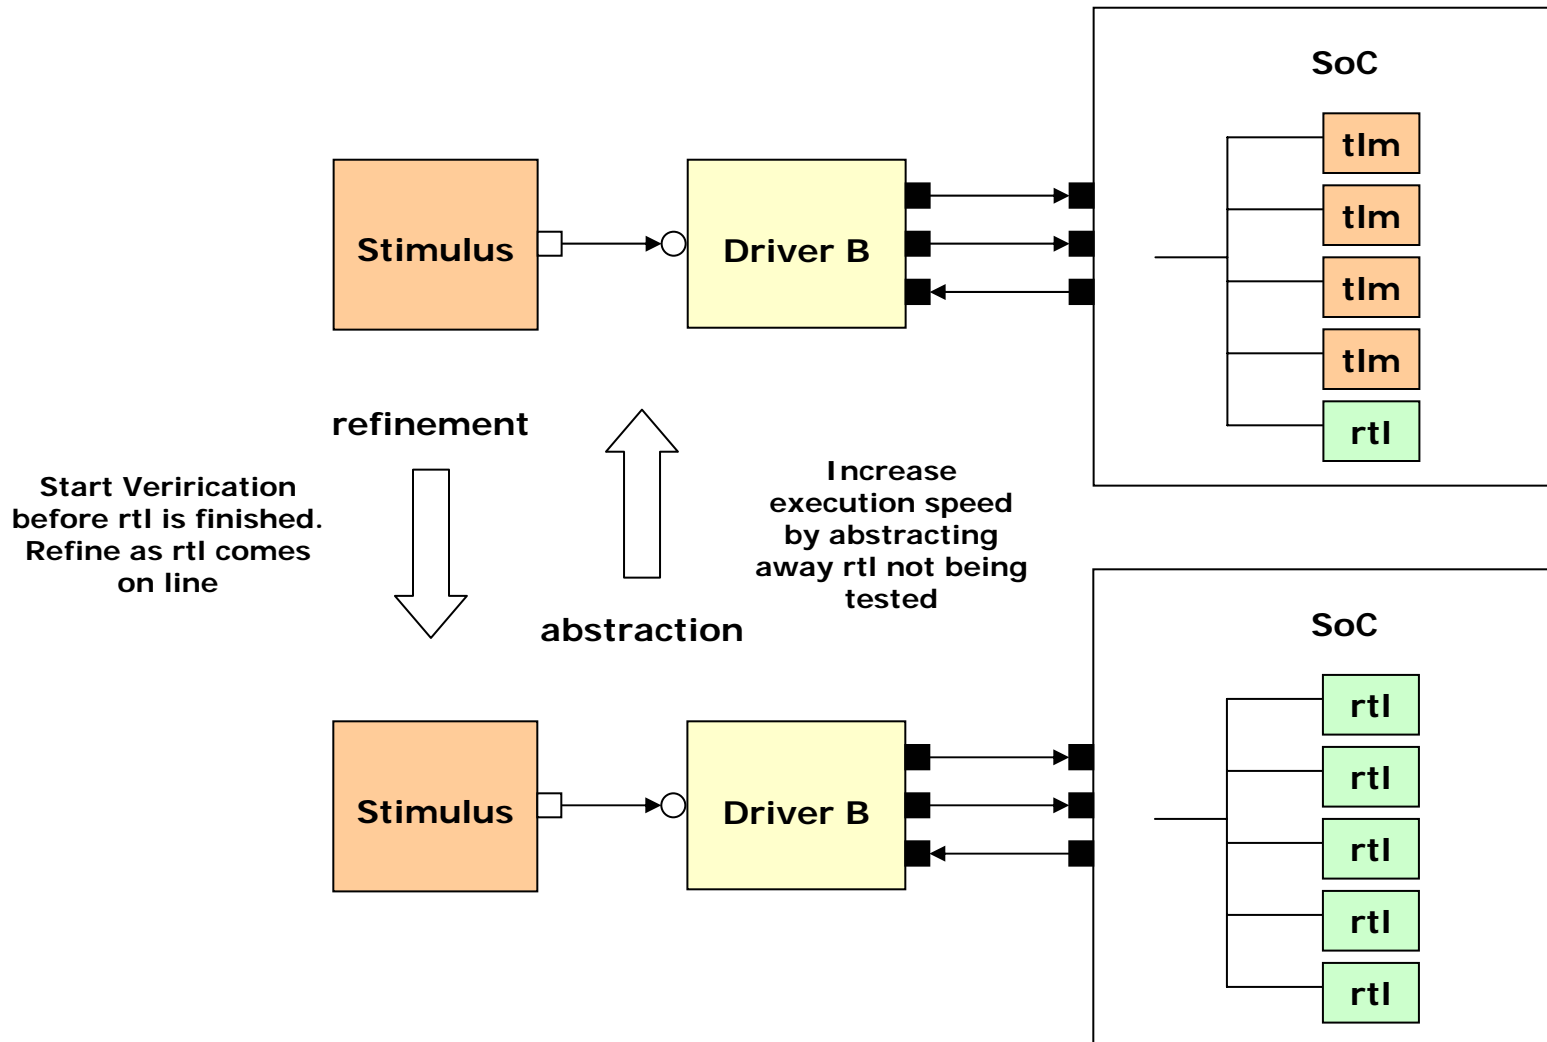 SoC
tlm
tlm
tlm
tlm
rtl
Stimulus
Driver B
refinement
Start Verirication
before rtl is finished.
Refine as rtl comes
on line
Increase
execution speed
by abstracting
away rtl not being
tested
abstraction
SoC
rtl
rtl
rtl
rtl
rtl
Stimulus
Driver B